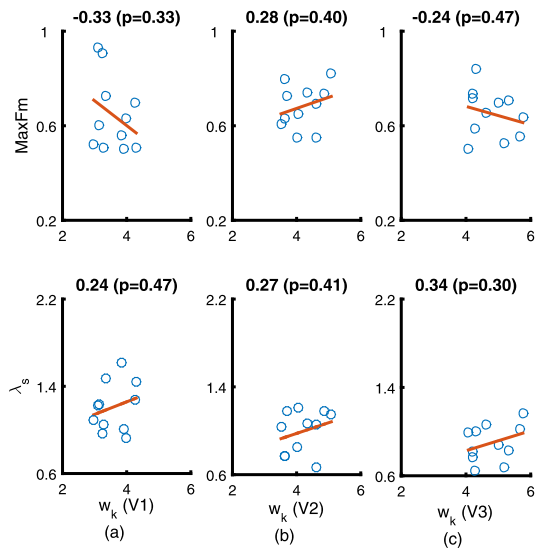 -0.33 (p=0.33)
0.28 (p=0.40)
-0.24 (p=0.47)
MaxFm
1
0.6
0.2
2 4 6
1
0.6
0.2
2 4 6
1
0.6
0.2
2 4 6
0.24 (p=0.47)
0.27 (p=0.41)
0.34 (p=0.30)
λs
2.2
1.4
0.6
2 4 6
2.2
1.4
0.6
2 4 6
2.2
1.4
0.6
2 4 6
wk (V1)
wk (V2)
wk (V3)
(a)
(b)
(c)